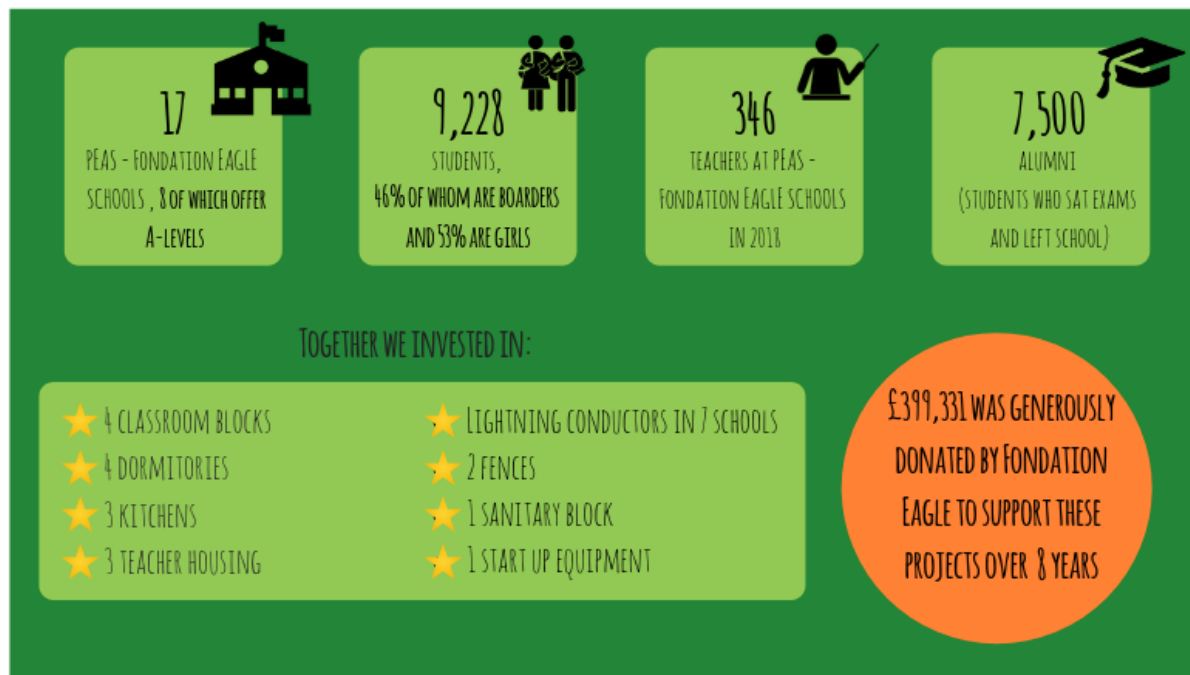 17
PEAS - FONDATION EAGLE
SCHOOLS , 8 OF WHICH OFFER
A-LEVELS
9,228
STUDENTS,
46% OF WHOM ARE BOARDERS
AND 53% ARE GIRLS
346
TEACHERS AT PEAS -
FONDATION EAGLE SCHOOLS
IN 2018
7,500
ALUMNI
(STUDENTS WHO SAT EXAMS
AND LEFT SCHOOL)
TOGETHER WE INVESTED IN:
4 CLASSROOM BLOCKS
4 DORMITORIES
3 KITCHENS
3 TEACHER HOUSING
LIGHTNING CONDUCTORS IN 7 SCHOOLS
2 FENCES
1 SANITARY BLOCK
1 START UP EQUIPMENT
£399,331 WAS GENEROUSLY
DONATED BY FONDATION
EAGLE TO SUPPORT THESE
PROJECTS OVER 8 YEARS